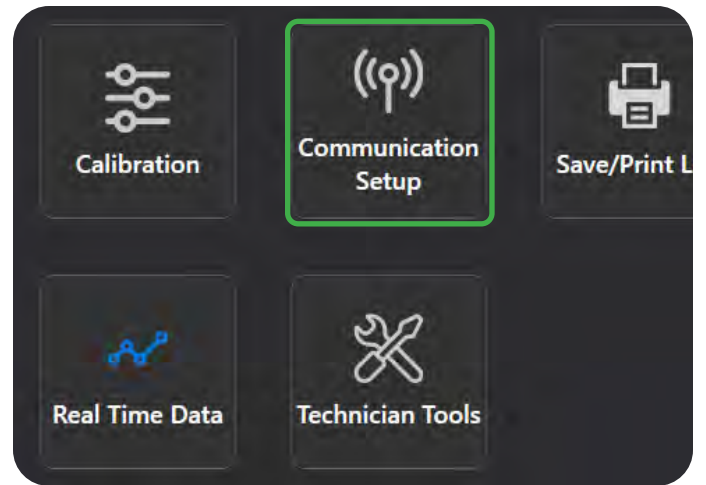 Calibration
Communication
Setup
Save/Print L
Real Time Data
Technician Tools